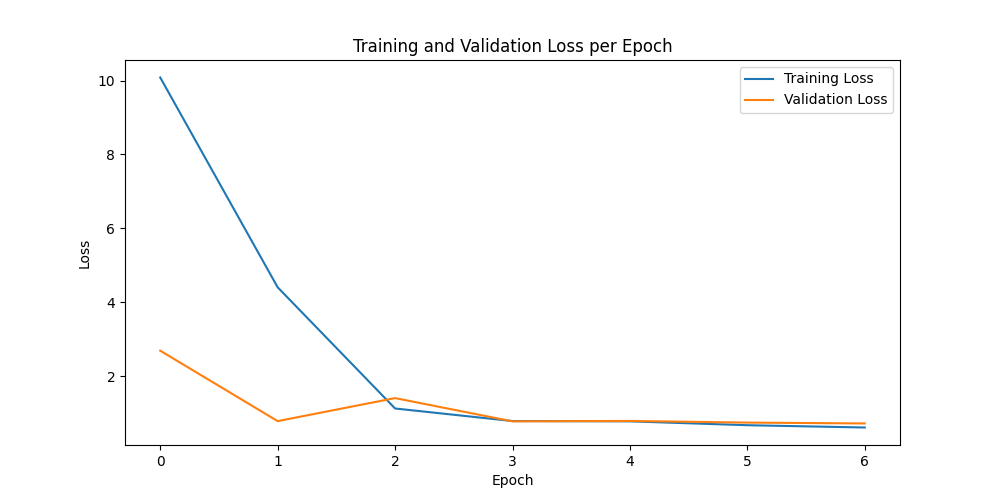 Training and Validation Loss per Epoch
Training Loss
Validation Loss
10
8
6
4
2
Loss
0 1 2 3 4 5 6
Epoch